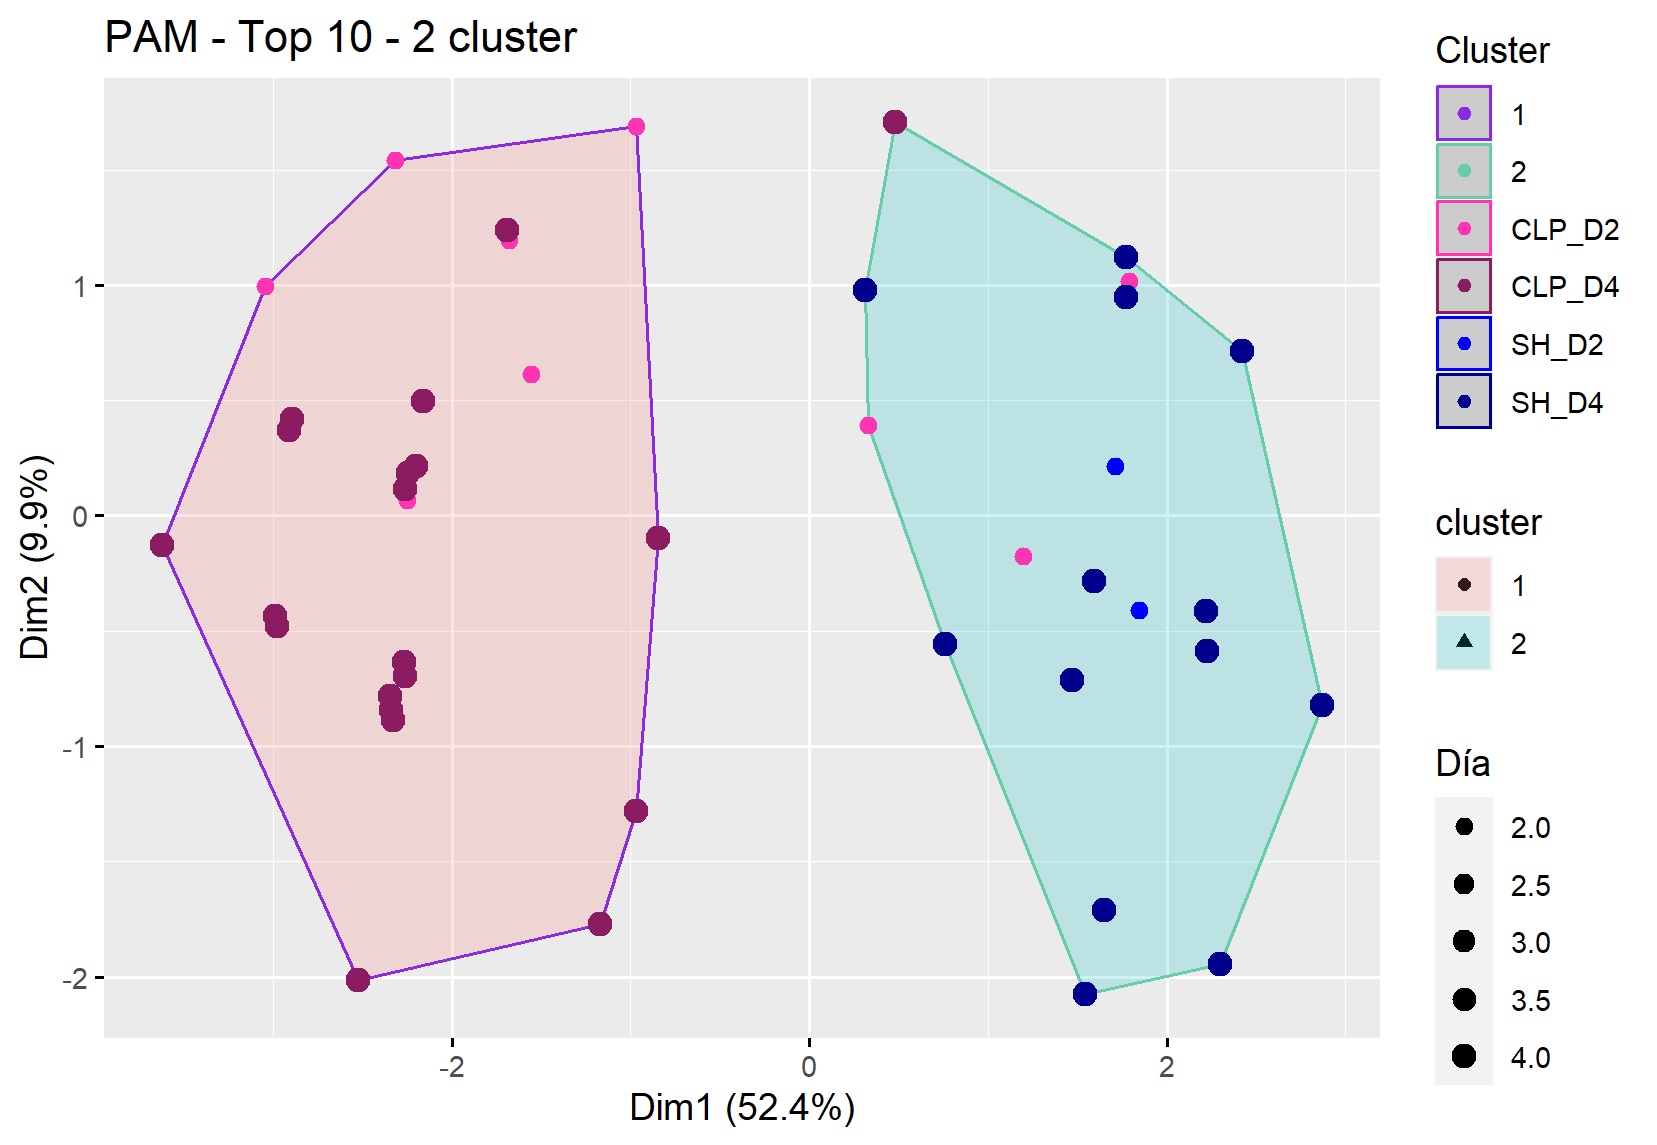 PAM - Top 10 - 2 cluster
Dim2 (9.9%)
1
0
-1
-2
-2
0
2
Dim1 (52.4%)
Cluster
1
2
CLP_D2
CLP_D4
SH_D2
SH_D4
cluster
1
2
Día
2.0
2.5
3.0
3.5
4.0